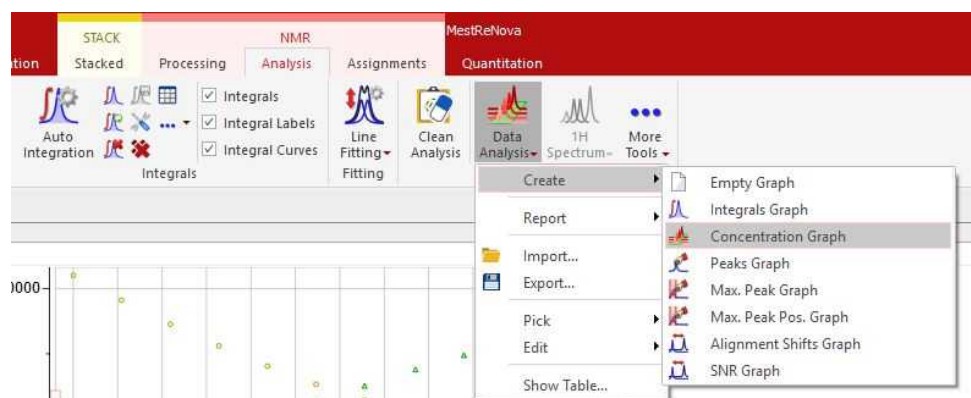 STACK NMR MestReNova
tion Stacked Processing Analysis Assignments Quantitation
Integrals
Integral Labels
Integral Curves
Auto
Integration
Integrals
Line
Fitting
Fitting
Clean
Analysis
Data
Analysis
1H
Spectrum
More
Tools
Create
Report
Import...
Export...
Pick
Edit
Show Table...
Empty Graph
Integrals Graph
Concentration Graph
Peaks Graph
Max. Peak Graph
Max. Peak Pos. Graph
Alignment Shifts Graph
SNR Graph
0000